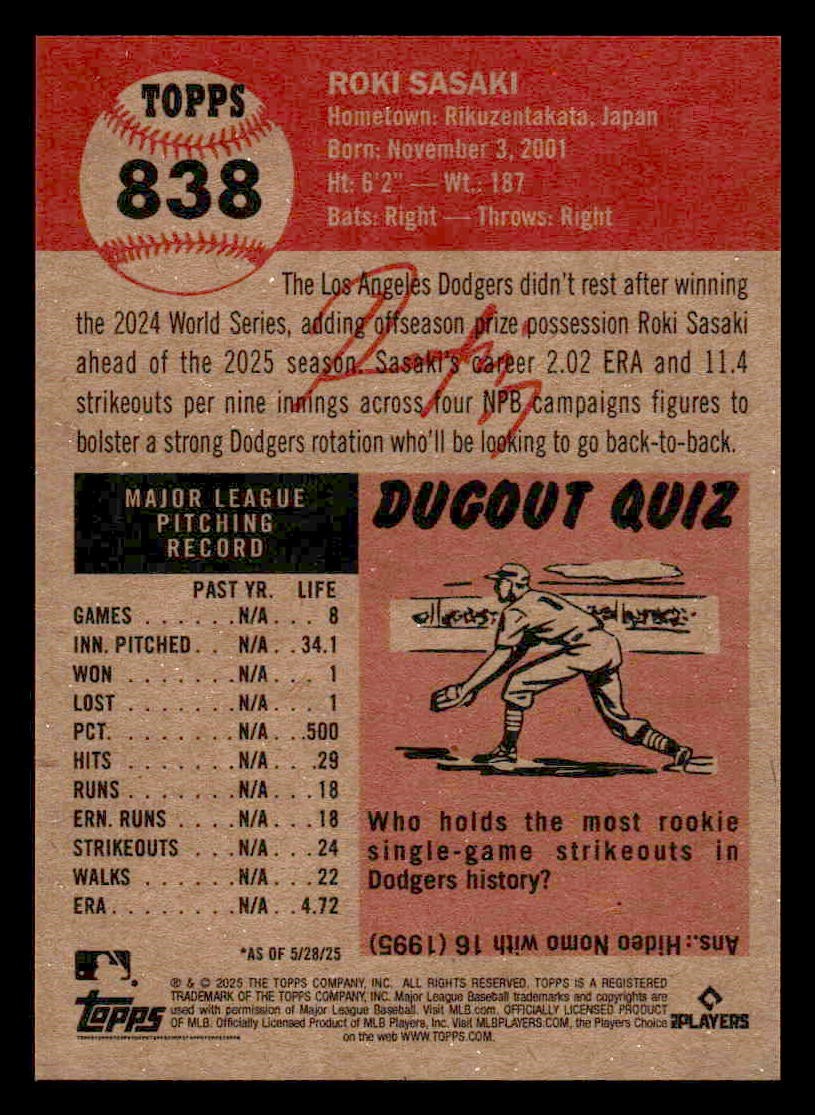 TOPPS
838
ROKI SASAKI
Hometown: Rikuzentakata, Japan
Born: November 3, 2001
Ht: 6'2" — Wt.: 187
Bats: Right — Throws: Right
The Los Angeles Dodgers didn't rest after winning
the 2024 World Series, adding offseason prize possession Roki Sasaki
ahead of the 2025 season. Sasaki's career 2.02 ERA and 11.4
strikeouts per nine innings across four NPB campaigns figures to
bolster a strong Dodgers rotation who'll be looking to go back-to-back.
MAJOR LEAGUE
PITCHING
RECORD
PAST YR. LIFE
GAMES . . . . . . .N/A. . . 8
INN. PITCHED. . N/A. .34.1
WON . . . . . . . .N/A. . . 1
LOST . . . . . . . .N/A. . . 1
PCT. . . . . . . . .N/A. . .500
HITS . . . . . . . .N/A. . .29
RUNS . . . . . . . .N/A. . .18
ERN. RUNS . . . .N/A. . .18
STRIKEOUTS . . .N/A. . .24
WALKS . . . . . . .N/A. . .22
ERA. . . . . . . . .N/A. .4.72
*AS OF 5/28/25
DUGOUT QUIZ
Who holds the most rookie
single-game strikeouts in
Dodgers history?
Ans.: Hideo Nomo with 16 (1995)
® & © 2025 THE TOPPS COMPANY, INC. ALL RIGHTS RESERVED. TOPPS IS A REGISTERED
TRADEMARK OF THE TOPPS COMPANY, INC. Major League Baseball trademarks and copyrights are
used with permission of Major League Baseball. Visit MLB.com. OFFICIALLY LICENSED PRODUCT
OF MLB. Officially Licensed Product of MLB Players, Inc. Visit MLBPLAYERS.COM, the Players Choice
on the web WWW.TOPPS.COM.
topps
PLAYERS